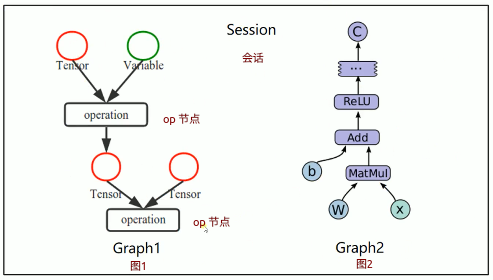 Session
会话
Tensor
Variable
operation
op 节点
Tensor
Tensor
operation
op 节点
Graph1
图1
C
...
ReLU
Add
b
MatMul
W
x
Graph2
图2